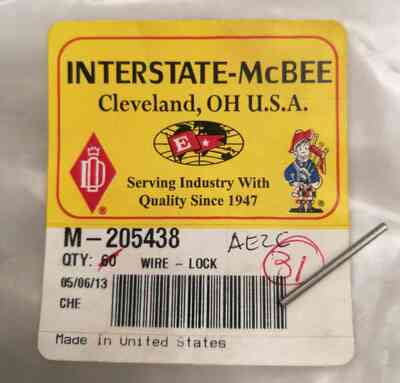 INTERSTATE-McBEE
Cleveland, OH U.S.A.
E
D
®
®
Serving Industry With
Quality Since 1947
M-205438
AEZE
QTY: 60 WIRE - LOCK
31
05/06/13
CHE
Made in United States